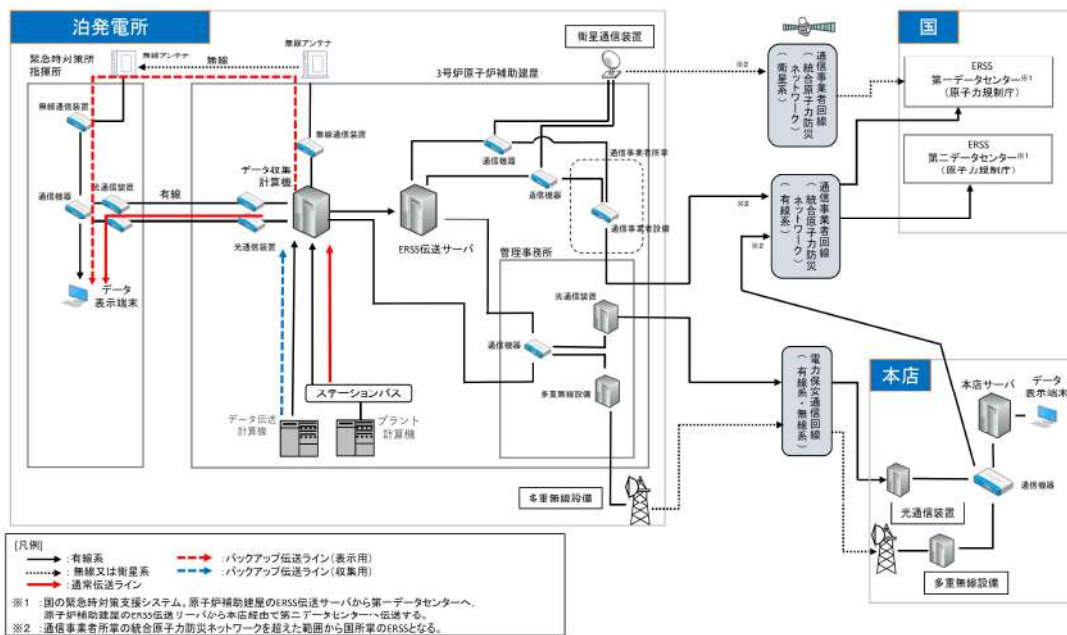 泊発電所
緊急時対策所
指揮所
無線アンテナ
無線
無線アンテナ
3号炉原子炉補助建屋
衛星通信装置
無線通信装置
無線通信装置
通信機器
光通信装置
有線
データ収集
計算機
光通信装置
データ
表示端末
ERSS伝送サーバ
通信機器
通信機器
通信事業者所掌
通信事業者設備
管理事務所
光通信装置
通信機器
多重無線設備
ステーションバス
データ伝送
計算機
プラント
計算機
多重無線設備
※2
通信事業者回線
(統合原子力防災
ネットワーク)
(衛星系)
※2
通信事業者回線
(統合原子力防災
ネットワーク)
(有線系)
※2
電力保安通信回線
(有線系・無線系)
国
ERSS
第一データセンター※1
(原子力規制庁)
ERSS
第二データセンター※1
(原子力規制庁)
本店
本店サーバ
データ
表示端末
通信機器
光通信装置
多重無線設備
[凡例]
:有線系
:バックアップ伝送ライン(表示用)
:無線又は衛星系
:バックアップ伝送ライン(収集用)
:通常伝送ライン
※1 :国の緊急時対策支援システム。原子炉補助建屋のERSS伝送サーバから第一データセンターへ、
原子炉補助建屋のERSS伝送サーバから本店経由で第二データセンターへ伝送する。
※2 :通信事業者所掌の統合原子力防災ネットワークを超えた範囲から国所掌のERSSとなる。